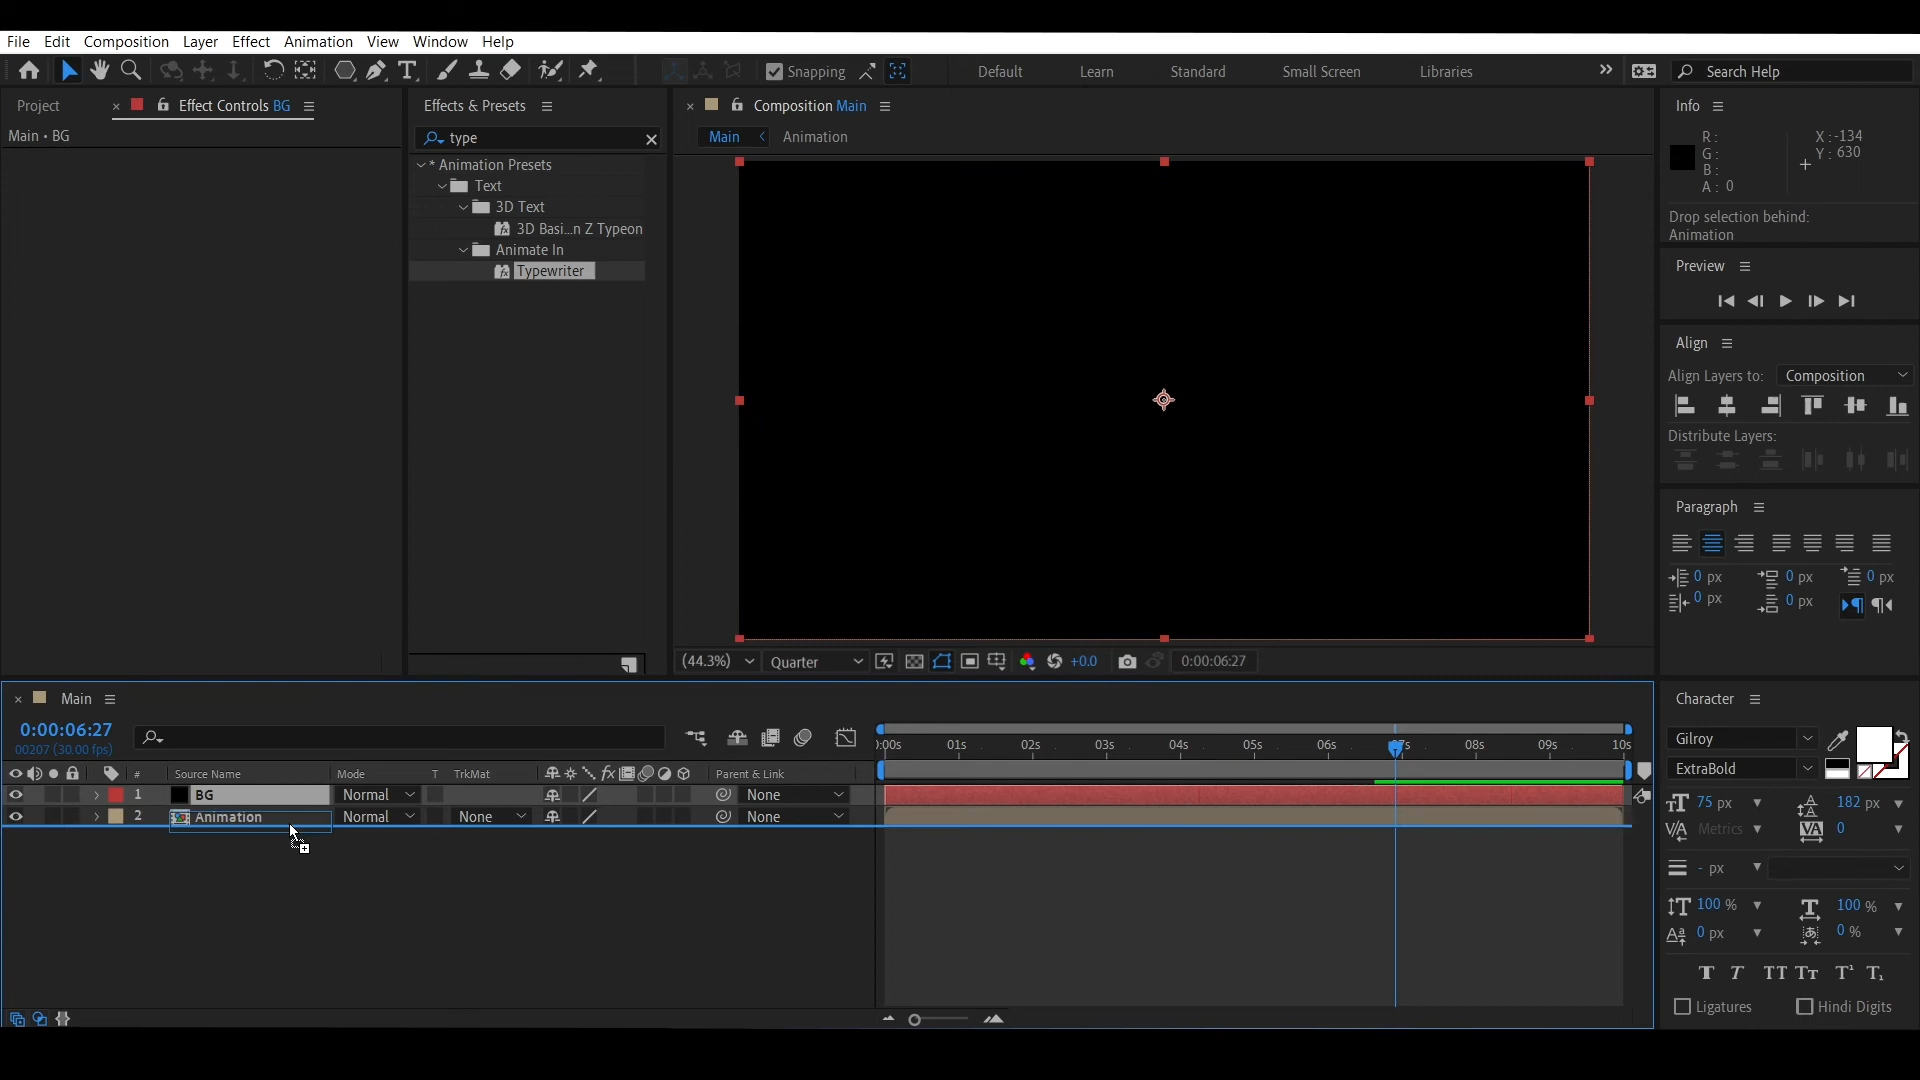 File Edit Composition Layer Effect Animation View Window Help
Snapping
Default Learn Standard Small Screen Libraries
Search Help
Project
Effect Controls BG
Main • BG
Effects & Presets
type
* Animation Presets
Text
3D Text
3D Basi...n Z Typeon
Animate In
Typewriter
Composition Main
Main
Animation
(44.3%)
Quarter
+0.0
0:00:06:27
Info
R :
G :
B :
A : 0
X : -134
Y : 630
Drop selection behind:
Animation
Preview
Align
Align Layers to: Composition
Distribute Layers:
Paragraph
0 px 0 px 0 px
0 px 0 px
Main
0:00:06:27
00207 (30.00 fps)
# Source Name Mode T TrkMat Parent & Link
1 BG Normal None
2 Animation Normal None None
):00s 01s 02s 03s 04s 05s 06s 7s 08s 09s 10s
Character
Gilroy
ExtraBold
75 px 182 px
Metrics 0
- px
100 % 100 %
0 px 0 %
T T TT Tт T¹ T₁
Ligatures Hindi Digits